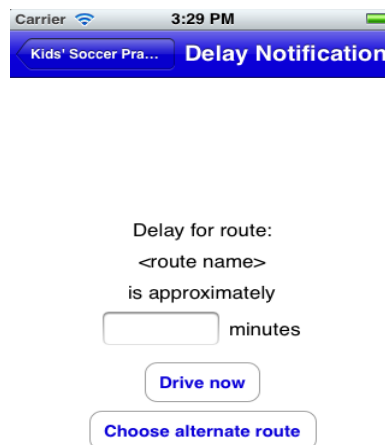 Carrier 3:29 PM
Kids' Soccer Pra... Delay Notification
Delay for route:
<route name>
is approximately
minutes
Drive now
Choose alternate route